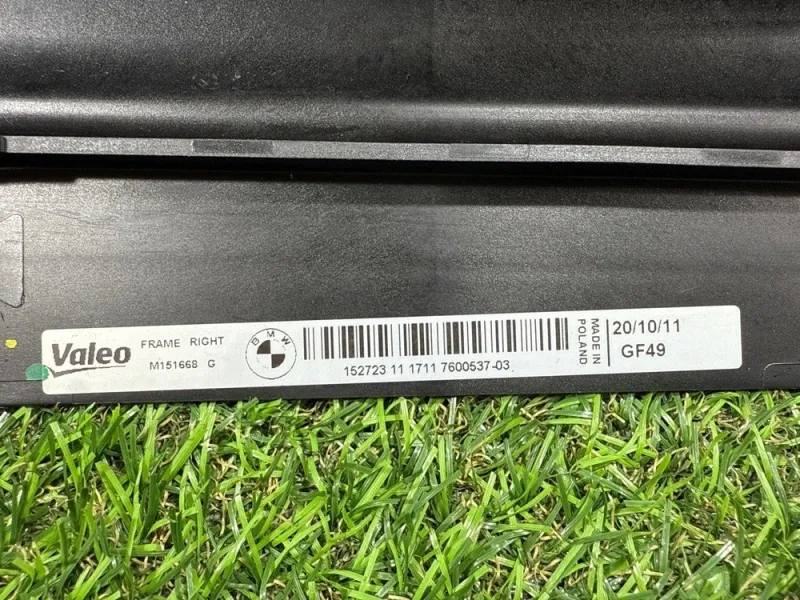 Valeo
FRAME RIGHT
M151668 G
BMW
152723 11 1711 7600537-03
MADE IN
POLAND
20/10/11
GF49